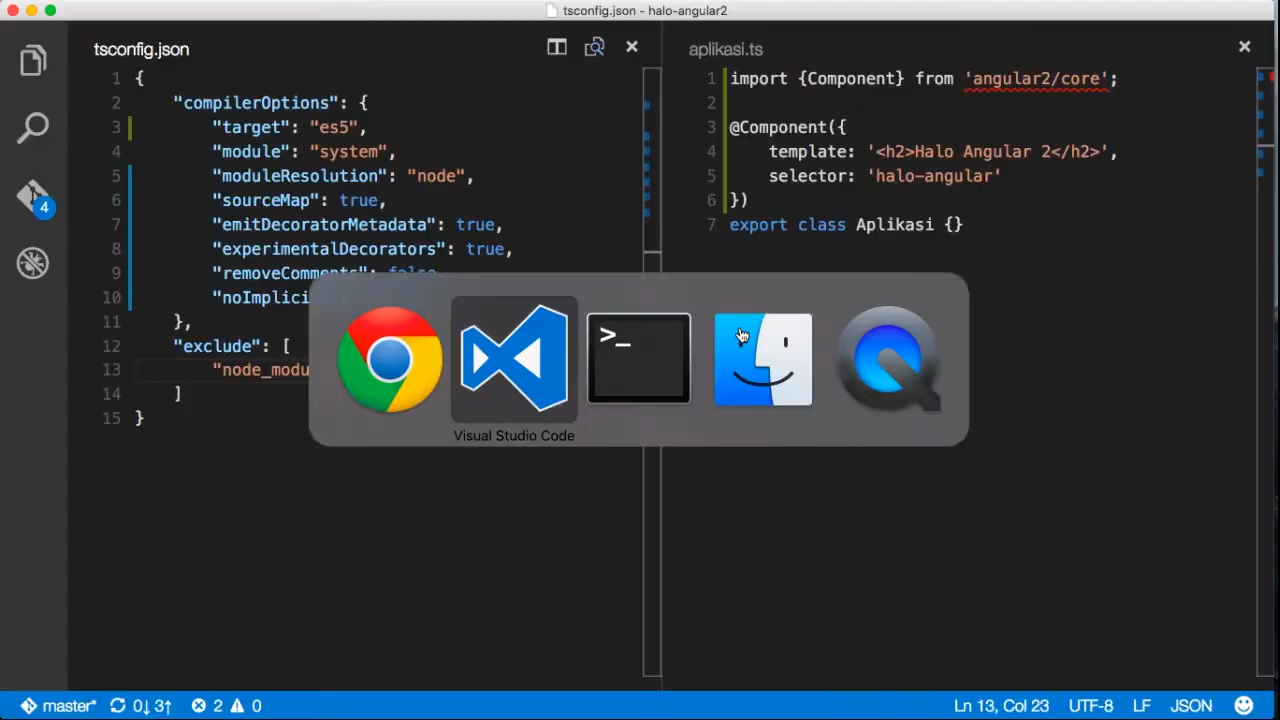 tsconfig.json - halo-angular2
tsconfig.json
1 {
2 "compilerOptions": {
3 "target": "es5",
4 "module": "system",
5 "moduleResolution": "node",
6 "sourceMap": true,
7 "emitDecoratorMetadata": true,
8 "experimentalDecorators": true,
9 "removeComments": false,
10 "noImplici
11 },
12 "exclude": [
13 "node_modu
14 ]
15 }
aplikasi.ts
1 import {Component} from 'angular2/core';
2
3 @Component({
4 template: '<h2>Halo Angular 2</h2>',
5 selector: 'halo-angular'
6 })
7 export class Aplikasi {}
4
>_
Visual Studio Code
master* 0↓ 3↑ 2 0
Ln 13, Col 23 UTF-8 LF JSON